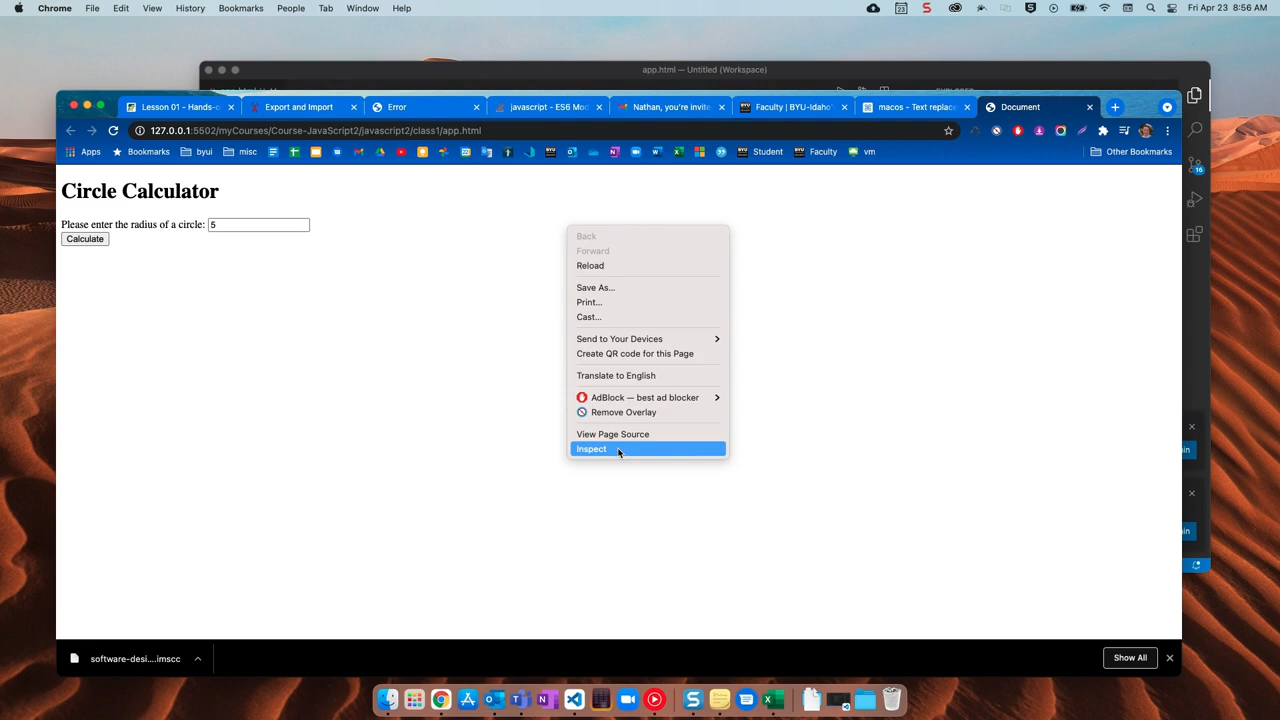 Chrome File Edit View History Bookmarks People Tab Window Help
Fri Apr 23 8:56 AM
app.html — Untitled (Workspace)
Lesson 01 - Hands-o
Export and Import
Error
javascript - ES6 Mod
Nathan, you're invite
Faculty | BYU-Idaho
macos - Text replace
Document
127.0.0.1:5502/myCourses/Course-JavaScript2/javascript2/class1/app.html
Apps Bookmarks byui misc Student Faculty vm Other Bookmarks
16
Circle Calculator
Please enter the radius of a circle: 5
Calculate
Back
Forward
Reload
Save As...
Print...
Cast...
Send to Your Devices
Create QR code for this Page
Translate to English
AdBlock — best ad blocker
Remove Overlay
View Page Source
Inspect
software-desi....imscc
Show All